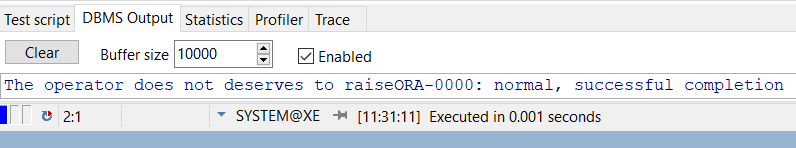 Test script DBMS Output Statistics Profiler Trace
Clear Buffer size 10000 Enabled
The operator does not deserves to raiseORA-0000: normal, successful completion
2:1 SYSTEM@XE [11:31:11] Executed in 0.001 seconds